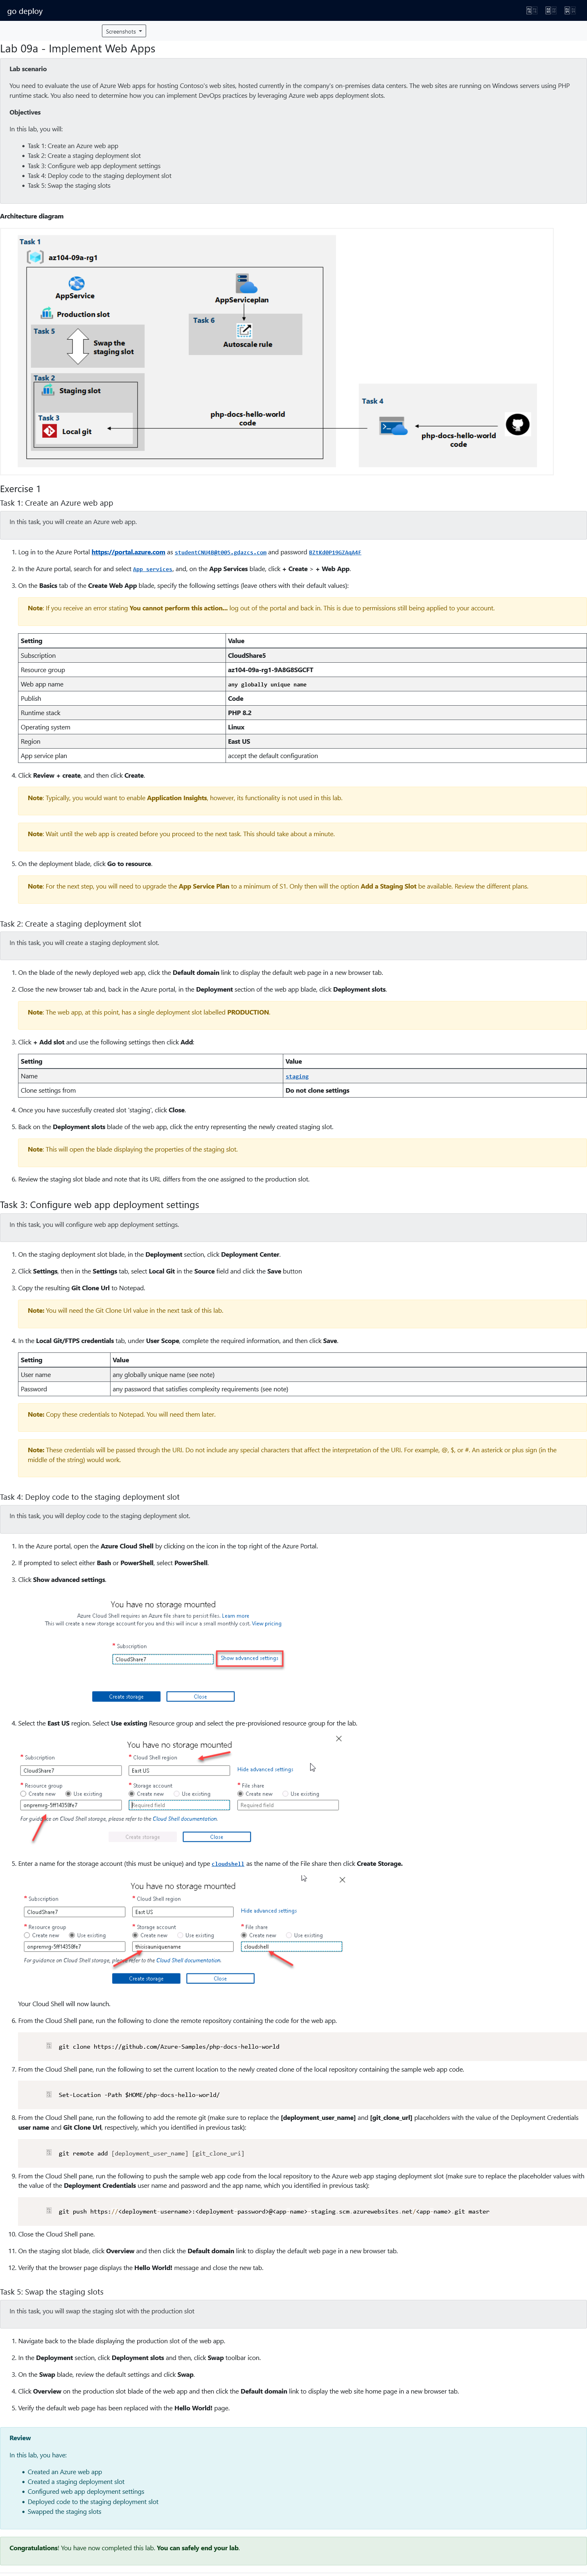 go deploy
Screenshots
Lab 09a - Implement Web Apps
Lab scenario
You need to evaluate the use of Azure Web apps for hosting Contoso's web sites, hosted currently in the company's on-premises data centers. The web sites are running on Windows servers using PHP
runtime stack. You also need to determine how you can implement DevOps practices by leveraging Azure web apps deployment slots.
Objectives
In this lab, you will:
• Task 1: Create an Azure web app
• Task 2: Create a staging deployment slot
• Task 3: Configure web app deployment settings
• Task 4: Deploy code to the staging deployment slot
• Task 5: Swap the staging slots
Architecture diagram
Task 1
az104-09a-rg1
AppService
AppServiceplan
Production slot
Task 6
Task 5
Swap the
staging slot
Autoscale rule
Task 2
Staging slot
Task 4
Task 3
Local git
php-docs-hello-world
code
php-docs-hello-world
code
Exercise 1
Task 1: Create an Azure web app
In this task, you will create an Azure web app.
1. Log in to the Azure Portal https://portal.azure.com as and password
2. In the Azure portal, search for and select App services, and, on the App Services blade, click + Create > + Web App.
3. On the Basics tab of the Create Web App blade, specify the following settings (leave others with their default values):
Note: If you receive an error stating You cannot perform this action... log out of the portal and back in. This is due to permissions still being applied to your account.
Setting Value
Subscription CloudShare5
Resource group az104-09a-rg1-9A8G8SGCFT
Web app name any globally unique name
Publish Code
Runtime stack PHP 8.2
Operating system Linux
Region East US
App service plan accept the default configuration
4. Click Review + create, and then click Create.
Note: Typically, you would want to enable Application Insights, however, its functionality is not used in this lab.
Note: Wait until the web app is created before you proceed to the next task. This should take about a minute.
5. On the deployment blade, click Go to resource.
Note: For the next step, you will need to upgrade the App Service Plan to a minimum of S1. Only then will the option Add a Staging Slot be available. Review the different plans.
Task 2: Create a staging deployment slot
In this task, you will create a staging deployment slot.
1. On the blade of the newly deployed web app, click the Default domain link to display the default web page in a new browser tab.
2. Close the new browser tab and, back in the Azure portal, in the Deployment section of the web app blade, click Deployment slots.
Note: The web app, at this point, has a single deployment slot labelled PRODUCTION.
3. Click + Add slot and use the following settings then click Add:
Setting Value
Name staging
Clone settings from Do not clone settings
4. Once you have succesfully created slot 'staging', click Close.
5. Back on the Deployment slots blade of the web app, click the entry representing the newly created staging slot.
Note: This will open the blade displaying the properties of the staging slot.
6. Review the staging slot blade and note that its URL differs from the one assigned to the production slot.
Task 3: Configure web app deployment settings
In this task, you will configure web app deployment settings.
1. On the staging deployment slot blade, in the Deployment section, click Deployment Center.
2. Click Settings, then in the Settings tab, select Local Git in the Source field and click the Save button
3. Copy the resulting Git Clone Url to Notepad.
Note: You will need the Git Clone Url value in the next task of this lab.
4. In the Local Git/FTPS credentials tab, under User Scope, complete the required information, and then click Save.
Setting Value
User name any globally unique name (see note)
Password any password that satisfies complexity requirements (see note)
Note: Copy these credentials to Notepad. You will need them later.
Note: These credentials will be passed through the URI. Do not include any special characters that affect the interpretation of the URI. For example, @, $, or #. An asterick or plus sign (in the
middle of the string) would work.
Task 4: Deploy code to the staging deployment slot
In this task, you will deploy code to the staging deployment slot.
1. In the Azure portal, open the Azure Cloud Shell by clicking on the icon in the top right of the Azure Portal.
2. If prompted to select either Bash or PowerShell, select PowerShell.
3. Click Show advanced settings.
You have no storage mounted
Azure Cloud Shell requires an Azure file share to persist files. Learn more
This will create a new storage account for you and this will incur a small monthly cost. View pricing
* Subscription
CloudShare7 Show advanced settings
Create storage Close
4. Select the East US region. Select Use existing Resource group and select the pre-provisioned resource group for the lab.
You have no storage mounted
* Subscription * Cloud Shell region
CloudShare7 East US Hide advanced settings
* Resource group * Storage account * File share
Create new Use existing Create new Use existing Create new Use existing
onpremrg-5ff14358fe7 Required field Required field
For guidance on Cloud Shell storage, please refer to the Cloud Shell documentation.
Create storage Close
5. Enter a name for the storage account (this must be unique) and type cloudshell as the name of the File share then click Create Storage.
You have no storage mounted
* Subscription * Cloud Shell region
CloudShare7 East US Hide advanced settings
* Resource group * Storage account * File share
Create new Use existing Create new Use existing Create new Use existing
onpremrg-5ff14358fe7 thisisauniquename cloudshell
For guidance on Cloud Shell storage, please refer to the Cloud Shell documentation.
Create storage Close
Your Cloud Shell will now launch.
6. From the Cloud Shell pane, run the following to clone the remote repository containing the code for the web app.
git clone https://github.com/Azure-Samples/php-docs-hello-world
7. From the Cloud Shell pane, run the following to set the current location to the newly created clone of the local repository containing the sample web app code.
Set-Location -Path $HOME/php-docs-hello-world/
8. From the Cloud Shell pane, run the following to add the remote git (make sure to replace the [deployment_user_name] and [git_clone_url] placeholders with the value of the Deployment Credentials
user name and Git Clone Url, respectively, which you identified in previous task):
git remote add [deployment_user_name] [git_clone_uri]
9. From the Cloud Shell pane, run the following to push the sample web app code from the local repository to the Azure web app staging deployment slot (make sure to replace the placeholder values with
the value of the Deployment Credentials user name and password and the app name, which you identified in previous task):
git push https://<deployment-username>:<deployment-password>@<app-name>-staging.scm.azurewebsites.net/<app-name>.git master
10. Close the Cloud Shell pane.
11. On the staging slot blade, click Overview and then click the Default domain link to display the default web page in a new browser tab.
12. Verify that the browser page displays the Hello World! message and close the new tab.
Task 5: Swap the staging slots
In this task, you will swap the staging slot with the production slot
1. Navigate back to the blade displaying the production slot of the web app.
2. In the Deployment section, click Deployment slots and then, click Swap toolbar icon.
3. On the Swap blade, review the default settings and click Swap.
4. Click Overview on the production slot blade of the web app and then click the Default domain link to display the web site home page in a new browser tab.
5. Verify the default web page has been replaced with the Hello World! page.
Review
In this lab, you have:
• Created an Azure web app
• Created a staging deployment slot
• Configured web app deployment settings
• Deployed code to the staging deployment slot
• Swapped the staging slots
Congratulations! You have now completed this lab. You can safely end your lab.